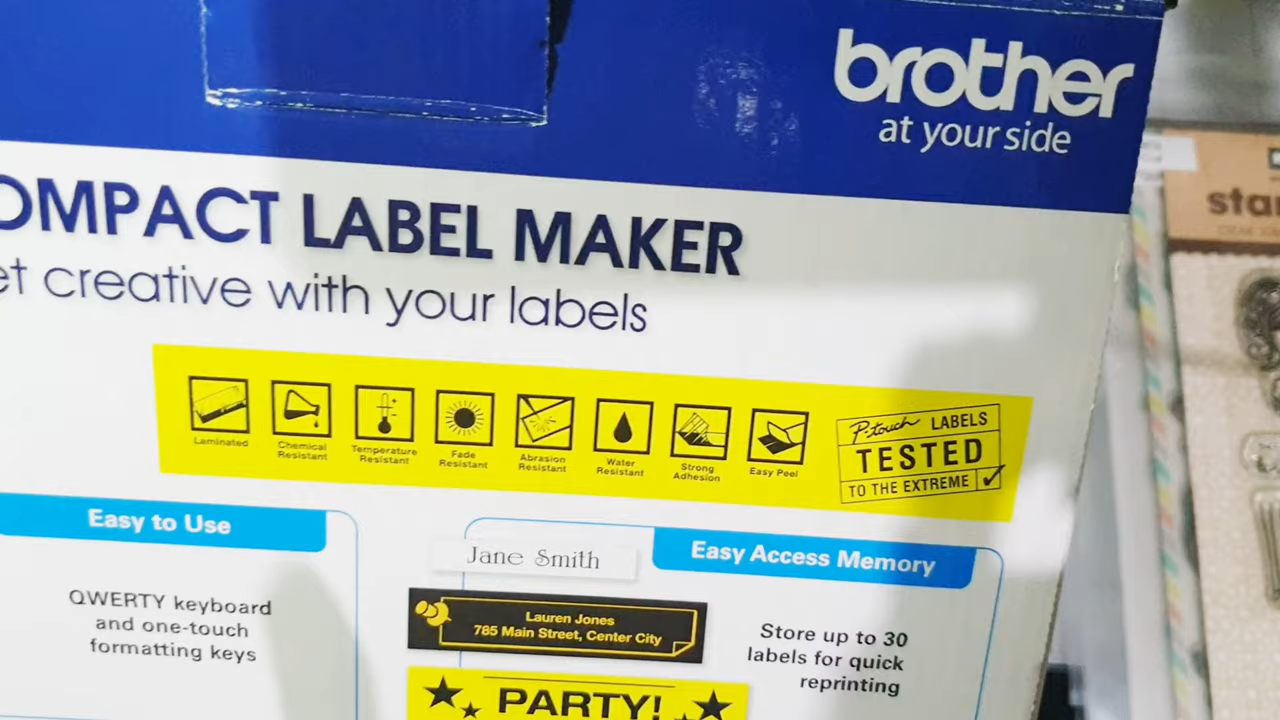 brother
at your side
OMPACT LABEL MAKER
et creative with your labels
Laminated
Chemical
Resistant
Temperature
Resistant
Fade
Resistant
Abrasion
Resistant
Water
Resistant
Strong
Adhesion
Easy Peel
P-touch LABELS
TESTED
TO THE EXTREME
Easy to Use
QWERTY keyboard
and one-touch
formatting keys
Jane Smith
Easy Access Memory
Lauren Jones
785 Main Street, Center City
PARTY!
Store up to 30
labels for quick
reprinting
sta